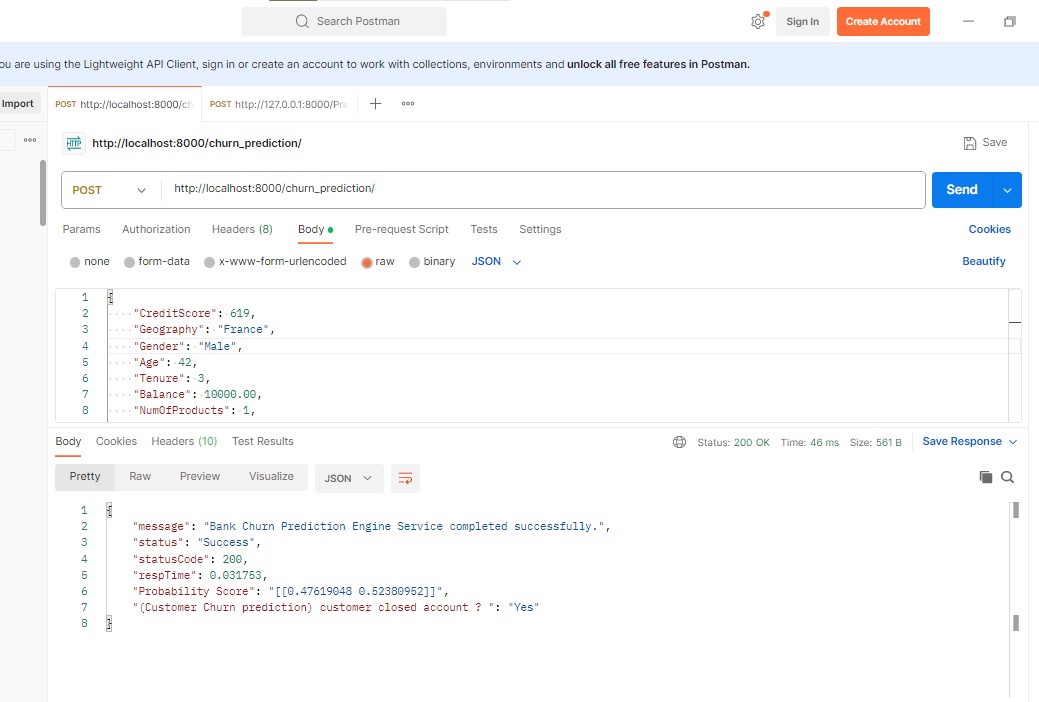 Search Postman
Sign In
Create Account
ou are using the Lightweight API Client, sign in or create an account to work with collections, environments and unlock all free features in Postman.
Import
POST http://localhost:8000/ch
POST http://127.0.0.1:8000/Pre
HTTP http://localhost:8000/churn_prediction/
Save
POST http://localhost:8000/churn_prediction/
Send
Params Authorization Headers (8) Body Pre-request Script Tests Settings
Cookies
none form-data x-www-form-urlencoded raw binary JSON
Beautify
1 {
2 "CreditScore": 619,
3 "Geography": "France",
4 "Gender": "Male",
5 "Age": 42,
6 "Tenure": 3,
7 "Balance": 10000.00,
8 "NumOfProducts": 1,
Body Cookies Headers (10) Test Results
Status: 200 OK Time: 46 ms Size: 561 B
Save Response
Pretty Raw Preview Visualize JSON
1 {
2 "message": "Bank Churn Prediction Engine Service completed successfully.",
3 "status": "Success",
4 "statusCode": 200,
5 "respTime": 0.031753,
6 "Probability Score": "[[0.47619048 0.52380952]]",
7 "(Customer Churn prediction) customer closed account ? ": "Yes"
8 }